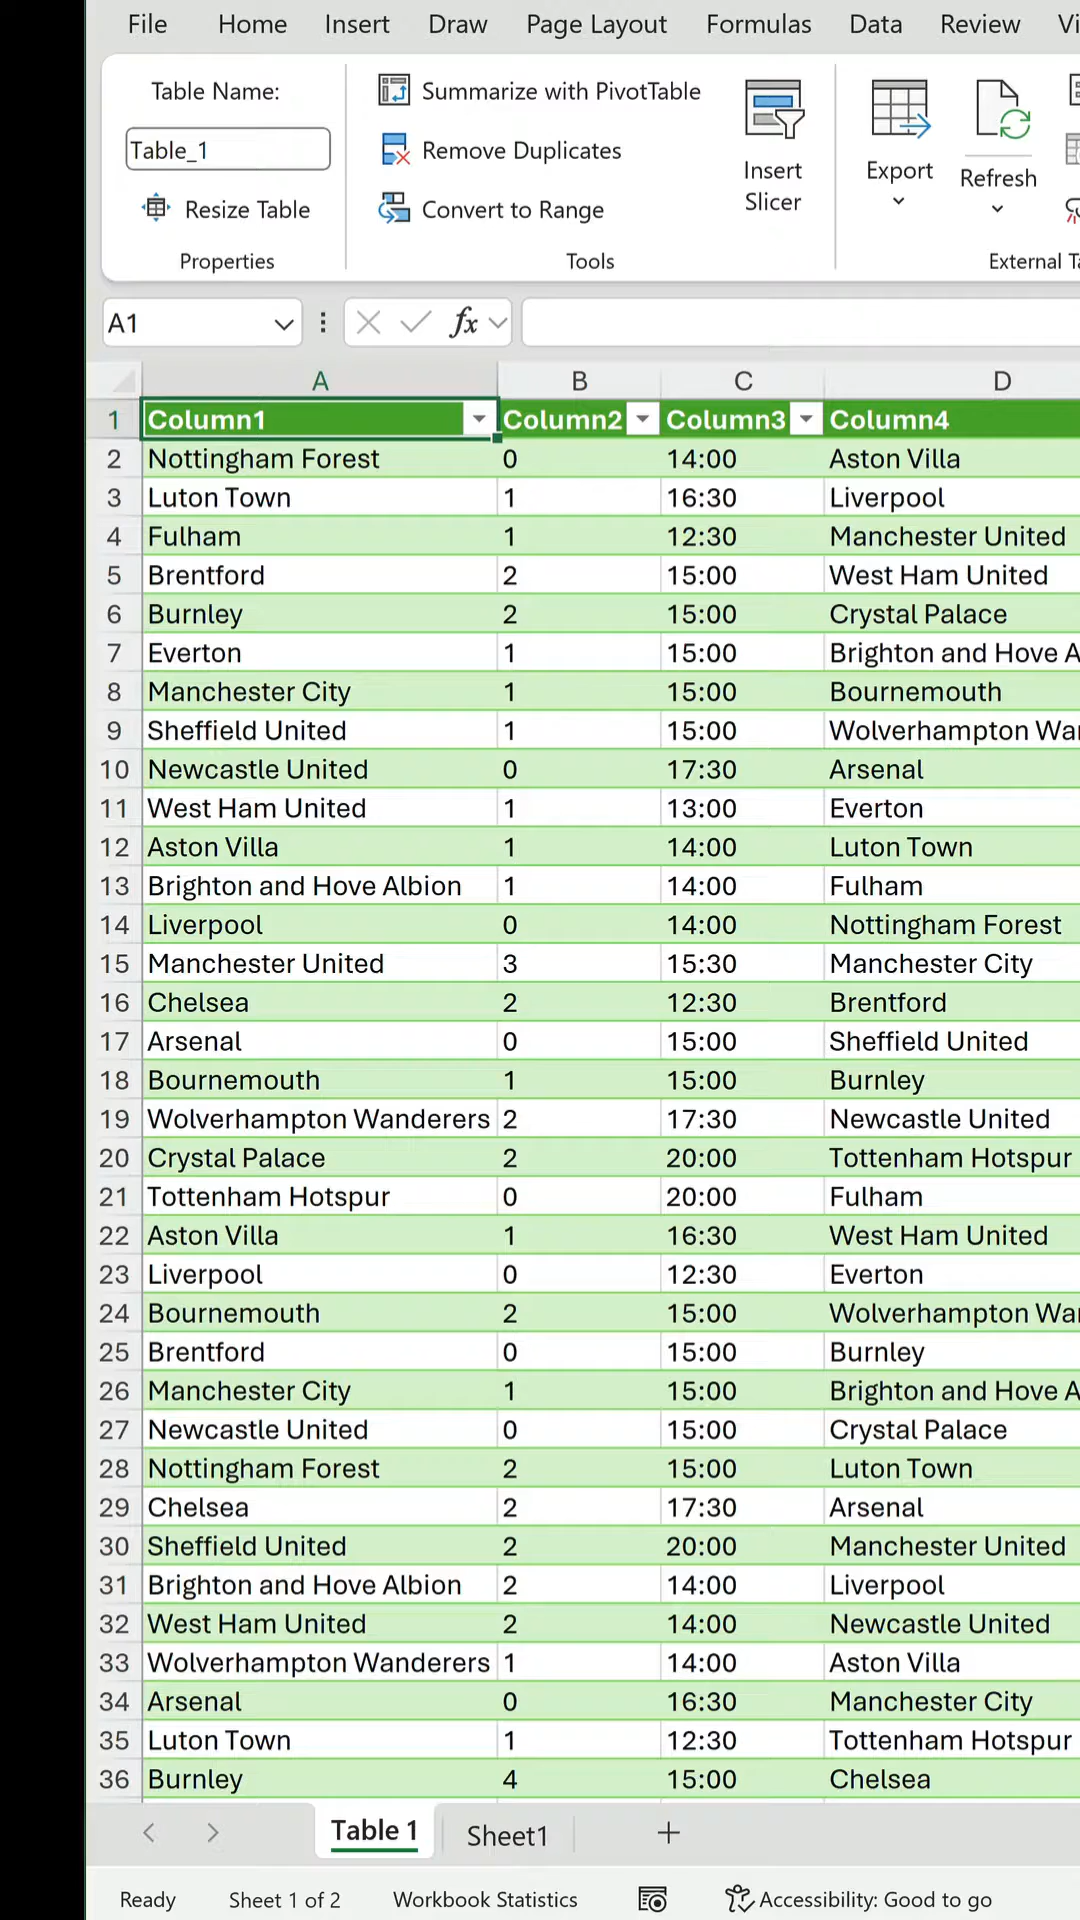 File Home Insert Draw Page Layout Formulas Data Review Vi
Table Name:
Table_1
Resize Table
Properties
Summarize with PivotTable
Remove Duplicates
Convert to Range
Tools
Insert
Slicer
Export
Refresh
External Ta
A1 fx
A B C D
1 Column1 Column2 Column3 Column4
2 Nottingham Forest 0 14:00 Aston Villa
3 Luton Town 1 16:30 Liverpool
4 Fulham 1 12:30 Manchester United
5 Brentford 2 15:00 West Ham United
6 Burnley 2 15:00 Crystal Palace
7 Everton 1 15:00 Brighton and Hove A
8 Manchester City 1 15:00 Bournemouth
9 Sheffield United 1 15:00 Wolverhampton Wa
10 Newcastle United 0 17:30 Arsenal
11 West Ham United 1 13:00 Everton
12 Aston Villa 1 14:00 Luton Town
13 Brighton and Hove Albion 1 14:00 Fulham
14 Liverpool 0 14:00 Nottingham Forest
15 Manchester United 3 15:30 Manchester City
16 Chelsea 2 12:30 Brentford
17 Arsenal 0 15:00 Sheffield United
18 Bournemouth 1 15:00 Burnley
19 Wolverhampton Wanderers 2 17:30 Newcastle United
20 Crystal Palace 2 20:00 Tottenham Hotspur
21 Tottenham Hotspur 0 20:00 Fulham
22 Aston Villa 1 16:30 West Ham United
23 Liverpool 0 12:30 Everton
24 Bournemouth 2 15:00 Wolverhampton Wa
25 Brentford 0 15:00 Burnley
26 Manchester City 1 15:00 Brighton and Hove A
27 Newcastle United 0 15:00 Crystal Palace
28 Nottingham Forest 2 15:00 Luton Town
29 Chelsea 2 17:30 Arsenal
30 Sheffield United 2 20:00 Manchester United
31 Brighton and Hove Albion 2 14:00 Liverpool
32 West Ham United 2 14:00 Newcastle United
33 Wolverhampton Wanderers 1 14:00 Aston Villa
34 Arsenal 0 16:30 Manchester City
35 Luton Town 1 12:30 Tottenham Hotspur
36 Burnley 4 15:00 Chelsea
Table 1 Sheet1
Ready Sheet 1 of 2 Workbook Statistics Accessibility: Good to go